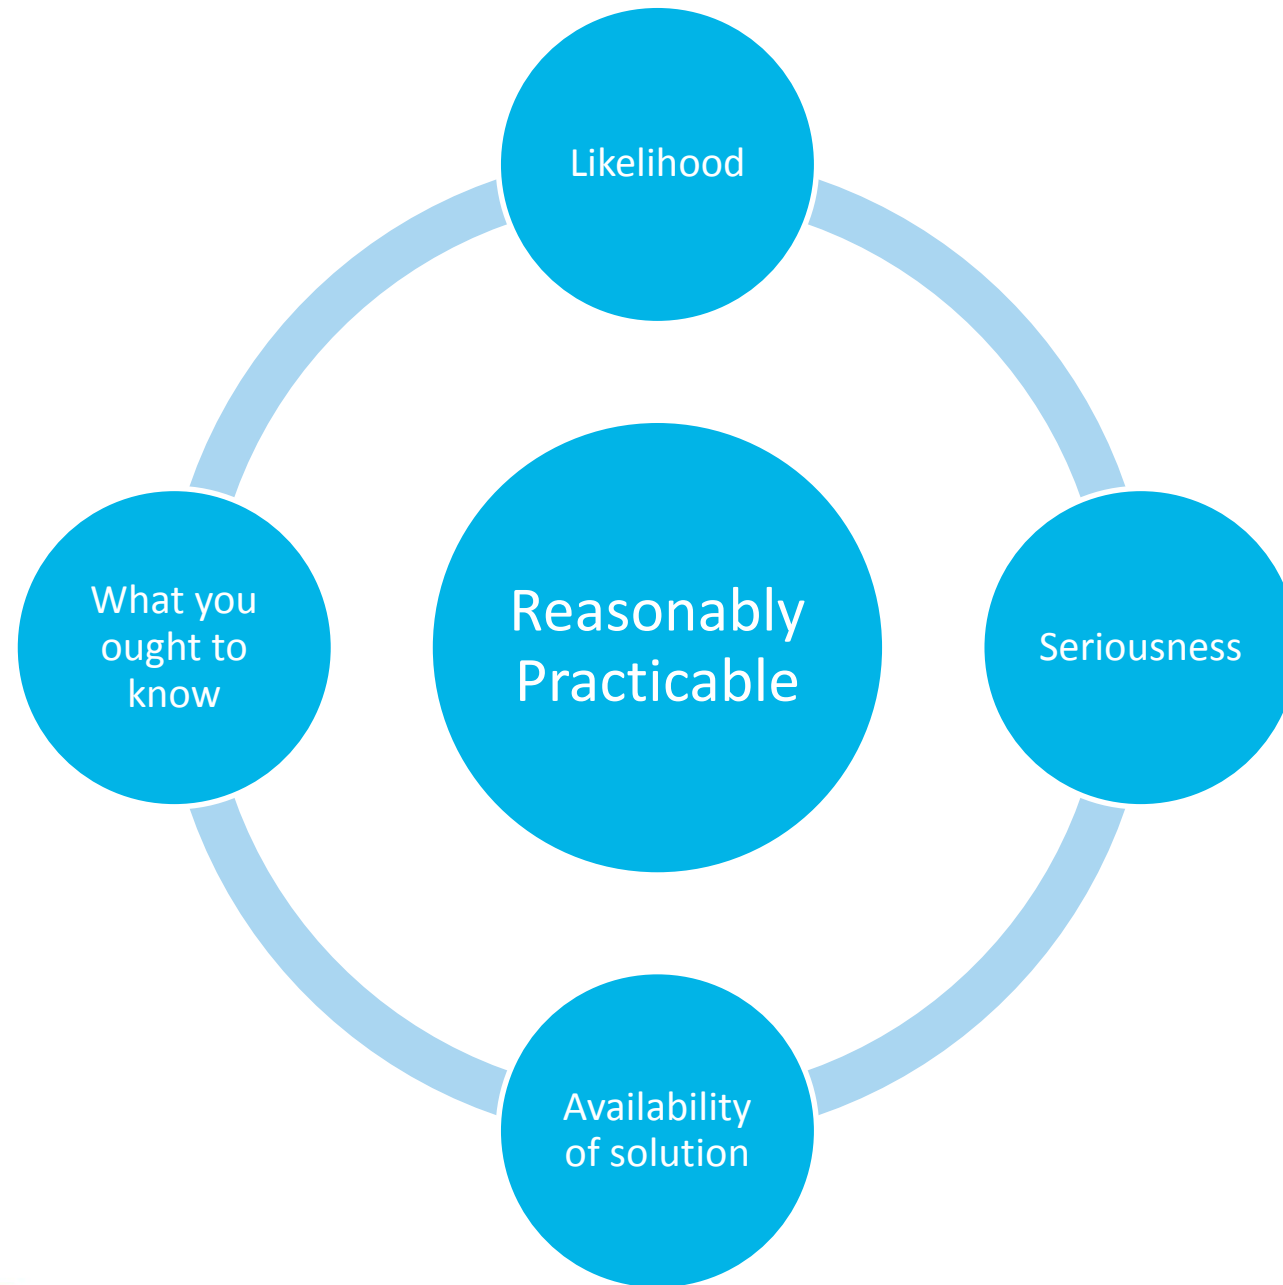 Likelihood
What you
ought to
know
Reasonably
Practicable
Seriousness
Availability
of solution